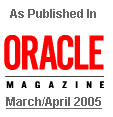 As Published In
ORACLE
MAGAZINE
March/April 2005